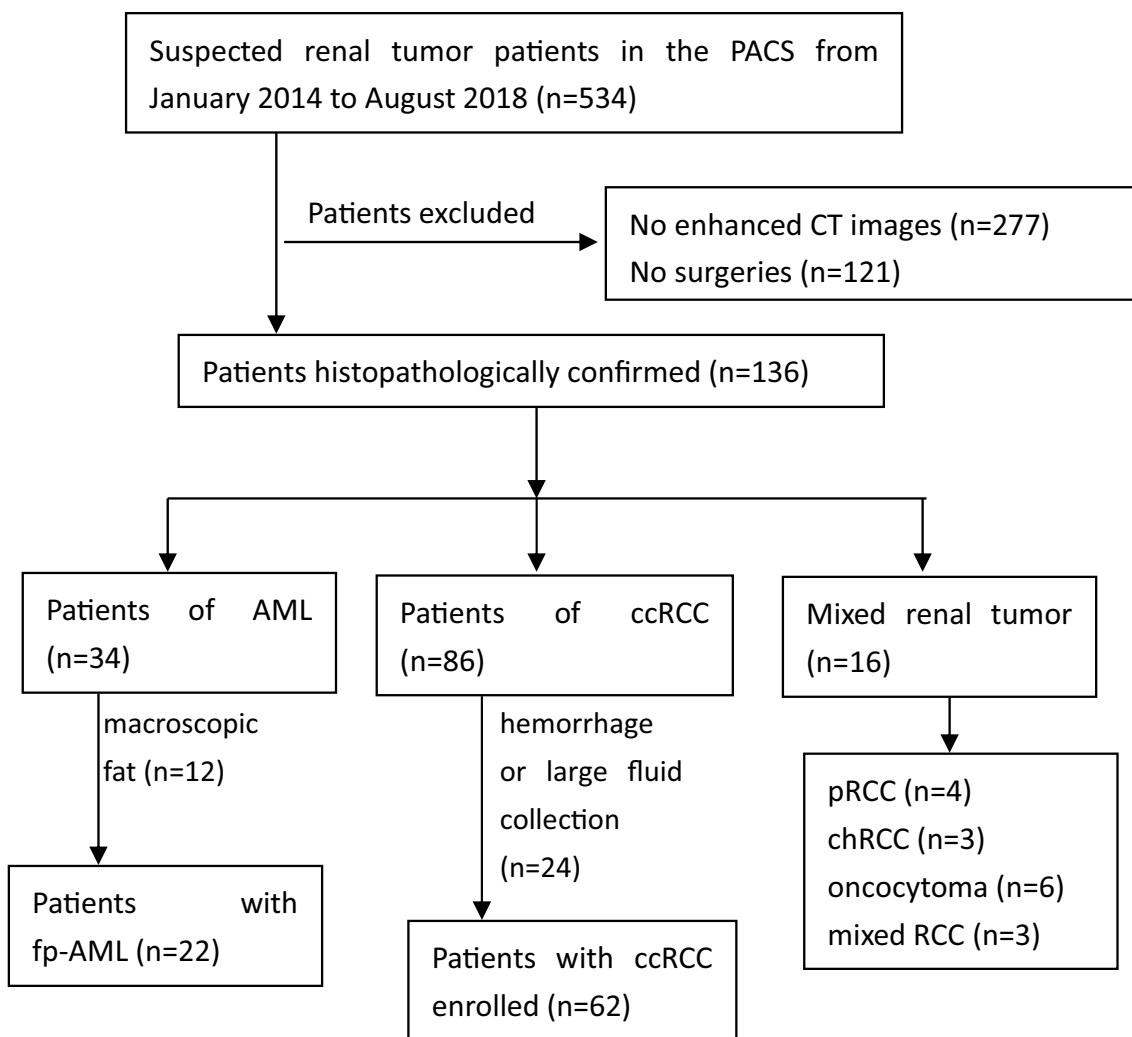 Suspected renal tumor patients in the PACS from
January 2014 to August 2018 (n=534)
Patients excluded
No enhanced CT images (n=277)
No surgeries (n=121)
Patients histopathologically confirmed (n=136)
Patients of AML
(n=34)
Patients of ccRCC
(n=86)
Mixed renal tumor
(n=16)
macroscopic
fat (n=12)
hemorrhage
or large fluid
collection
(n=24)
pRCC (n=4)
chRCC (n=3)
oncocytoma (n=6)
mixed RCC (n=3)
Patients with
fp-AML (n=22)
Patients with ccRCC
enrolled (n=62)